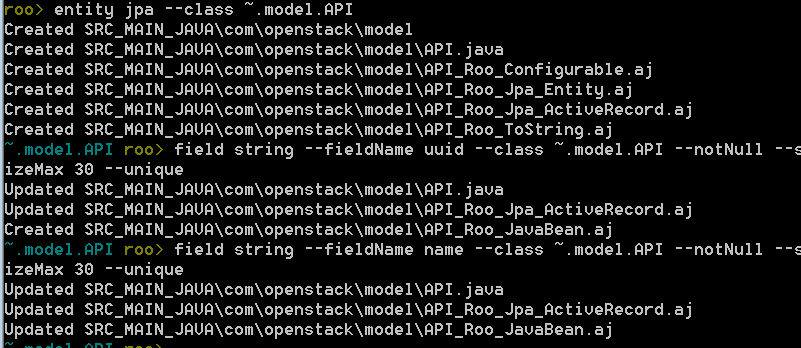 roo> entity jpa --class ~.model.API
Created SRC_MAIN_JAVA\com\openstack\model
Created SRC_MAIN_JAVA\com\openstack\model\API.java
Created SRC_MAIN_JAVA\com\openstack\model\API_Roo_Configurable.aj
Created SRC_MAIN_JAVA\com\openstack\model\API_Roo_Jpa_Entity.aj
Created SRC_MAIN_JAVA\com\openstack\model\API_Roo_Jpa_ActiveRecord.aj
Created SRC_MAIN_JAVA\com\openstack\model\API_Roo_ToString.aj
~.model.API roo> field string --fieldName uuid --class ~.model.API --notNull --s
izeMax 30 --unique
Updated SRC_MAIN_JAVA\com\openstack\model\API.java
Updated SRC_MAIN_JAVA\com\openstack\model\API_Roo_Jpa_ActiveRecord.aj
Created SRC_MAIN_JAVA\com\openstack\model\API_Roo_JavaBean.aj
~.model.API roo> field string --fieldName name --class ~.model.API --notNull --s
izeMax 30 --unique
Updated SRC_MAIN_JAVA\com\openstack\model\API.java
Updated SRC_MAIN_JAVA\com\openstack\model\API_Roo_Jpa_ActiveRecord.aj
Updated SRC_MAIN_JAVA\com\openstack\model\API_Roo_JavaBean.aj